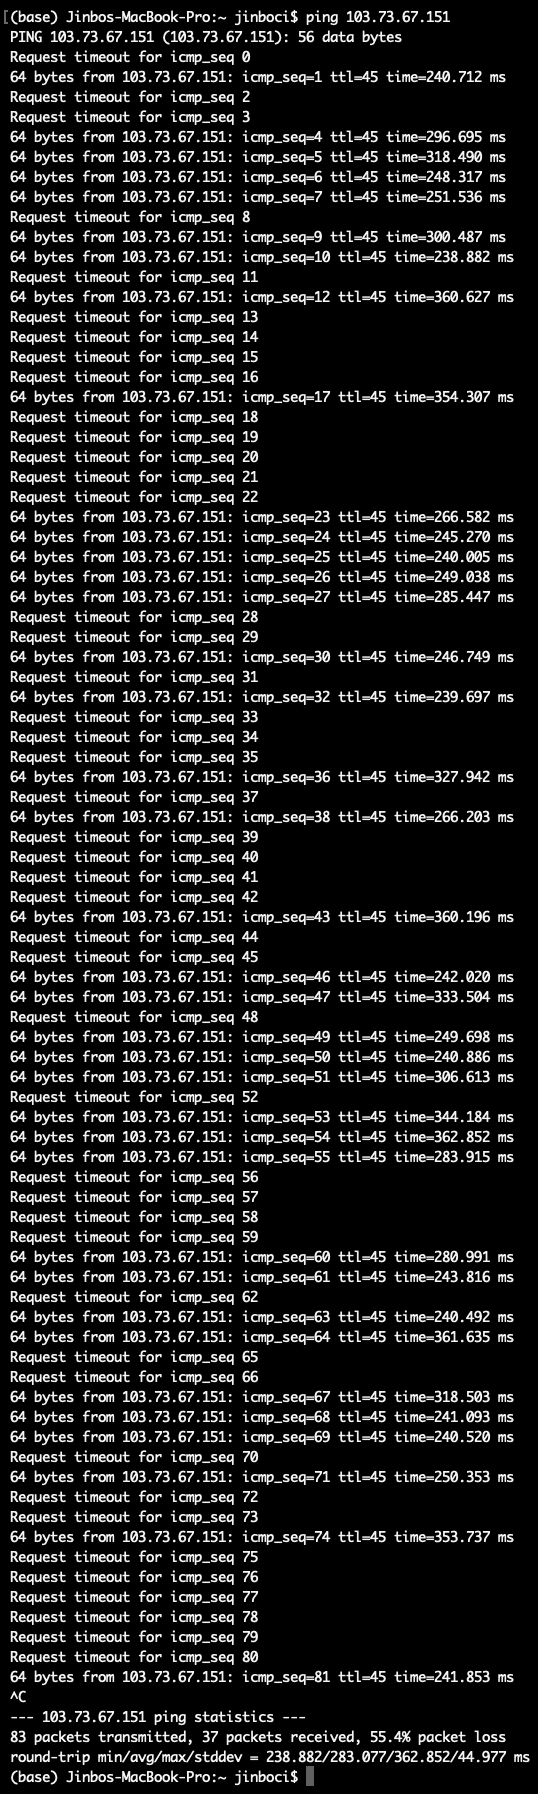 [(base) Jinbos-MacBook-Pro:~ jinboci$ ping 103.73.67.151
PING 103.73.67.151 (103.73.67.151): 56 data bytes
Request timeout for icmp_seq 0
64 bytes from 103.73.67.151: icmp_seq=1 ttl=45 time=240.712 ms
Request timeout for icmp_seq 2
Request timeout for icmp_seq 3
64 bytes from 103.73.67.151: icmp_seq=4 ttl=45 time=296.695 ms
64 bytes from 103.73.67.151: icmp_seq=5 ttl=45 time=318.490 ms
64 bytes from 103.73.67.151: icmp_seq=6 ttl=45 time=248.317 ms
64 bytes from 103.73.67.151: icmp_seq=7 ttl=45 time=251.536 ms
Request timeout for icmp_seq 8
64 bytes from 103.73.67.151: icmp_seq=9 ttl=45 time=300.487 ms
64 bytes from 103.73.67.151: icmp_seq=10 ttl=45 time=238.882 ms
Request timeout for icmp_seq 11
64 bytes from 103.73.67.151: icmp_seq=12 ttl=45 time=360.627 ms
Request timeout for icmp_seq 13
Request timeout for icmp_seq 14
Request timeout for icmp_seq 15
Request timeout for icmp_seq 16
64 bytes from 103.73.67.151: icmp_seq=17 ttl=45 time=354.307 ms
Request timeout for icmp_seq 18
Request timeout for icmp_seq 19
Request timeout for icmp_seq 20
Request timeout for icmp_seq 21
Request timeout for icmp_seq 22
64 bytes from 103.73.67.151: icmp_seq=23 ttl=45 time=266.582 ms
64 bytes from 103.73.67.151: icmp_seq=24 ttl=45 time=245.270 ms
64 bytes from 103.73.67.151: icmp_seq=25 ttl=45 time=240.005 ms
64 bytes from 103.73.67.151: icmp_seq=26 ttl=45 time=249.038 ms
64 bytes from 103.73.67.151: icmp_seq=27 ttl=45 time=285.447 ms
Request timeout for icmp_seq 28
Request timeout for icmp_seq 29
64 bytes from 103.73.67.151: icmp_seq=30 ttl=45 time=246.749 ms
Request timeout for icmp_seq 31
64 bytes from 103.73.67.151: icmp_seq=32 ttl=45 time=239.697 ms
Request timeout for icmp_seq 33
Request timeout for icmp_seq 34
Request timeout for icmp_seq 35
64 bytes from 103.73.67.151: icmp_seq=36 ttl=45 time=327.942 ms
Request timeout for icmp_seq 37
64 bytes from 103.73.67.151: icmp_seq=38 ttl=45 time=266.203 ms
Request timeout for icmp_seq 39
Request timeout for icmp_seq 40
Request timeout for icmp_seq 41
Request timeout for icmp_seq 42
64 bytes from 103.73.67.151: icmp_seq=43 ttl=45 time=360.196 ms
Request timeout for icmp_seq 44
Request timeout for icmp_seq 45
64 bytes from 103.73.67.151: icmp_seq=46 ttl=45 time=242.020 ms
64 bytes from 103.73.67.151: icmp_seq=47 ttl=45 time=333.504 ms
Request timeout for icmp_seq 48
64 bytes from 103.73.67.151: icmp_seq=49 ttl=45 time=249.698 ms
64 bytes from 103.73.67.151: icmp_seq=50 ttl=45 time=240.886 ms
64 bytes from 103.73.67.151: icmp_seq=51 ttl=45 time=306.613 ms
Request timeout for icmp_seq 52
64 bytes from 103.73.67.151: icmp_seq=53 ttl=45 time=344.184 ms
64 bytes from 103.73.67.151: icmp_seq=54 ttl=45 time=362.852 ms
64 bytes from 103.73.67.151: icmp_seq=55 ttl=45 time=283.915 ms
Request timeout for icmp_seq 56
Request timeout for icmp_seq 57
Request timeout for icmp_seq 58
Request timeout for icmp_seq 59
64 bytes from 103.73.67.151: icmp_seq=60 ttl=45 time=280.991 ms
64 bytes from 103.73.67.151: icmp_seq=61 ttl=45 time=243.816 ms
Request timeout for icmp_seq 62
64 bytes from 103.73.67.151: icmp_seq=63 ttl=45 time=240.492 ms
64 bytes from 103.73.67.151: icmp_seq=64 ttl=45 time=361.635 ms
Request timeout for icmp_seq 65
Request timeout for icmp_seq 66
64 bytes from 103.73.67.151: icmp_seq=67 ttl=45 time=318.503 ms
64 bytes from 103.73.67.151: icmp_seq=68 ttl=45 time=241.093 ms
64 bytes from 103.73.67.151: icmp_seq=69 ttl=45 time=240.520 ms
Request timeout for icmp_seq 70
64 bytes from 103.73.67.151: icmp_seq=71 ttl=45 time=250.353 ms
Request timeout for icmp_seq 72
Request timeout for icmp_seq 73
64 bytes from 103.73.67.151: icmp_seq=74 ttl=45 time=353.737 ms
Request timeout for icmp_seq 75
Request timeout for icmp_seq 76
Request timeout for icmp_seq 77
Request timeout for icmp_seq 78
Request timeout for icmp_seq 79
Request timeout for icmp_seq 80
64 bytes from 103.73.67.151: icmp_seq=81 ttl=45 time=241.853 ms
^C
--- 103.73.67.151 ping statistics ---
83 packets transmitted, 37 packets received, 55.4% packet loss
round-trip min/avg/max/stddev = 238.882/283.077/362.852/44.977 ms
(base) Jinbos-MacBook-Pro:~ jinboci$